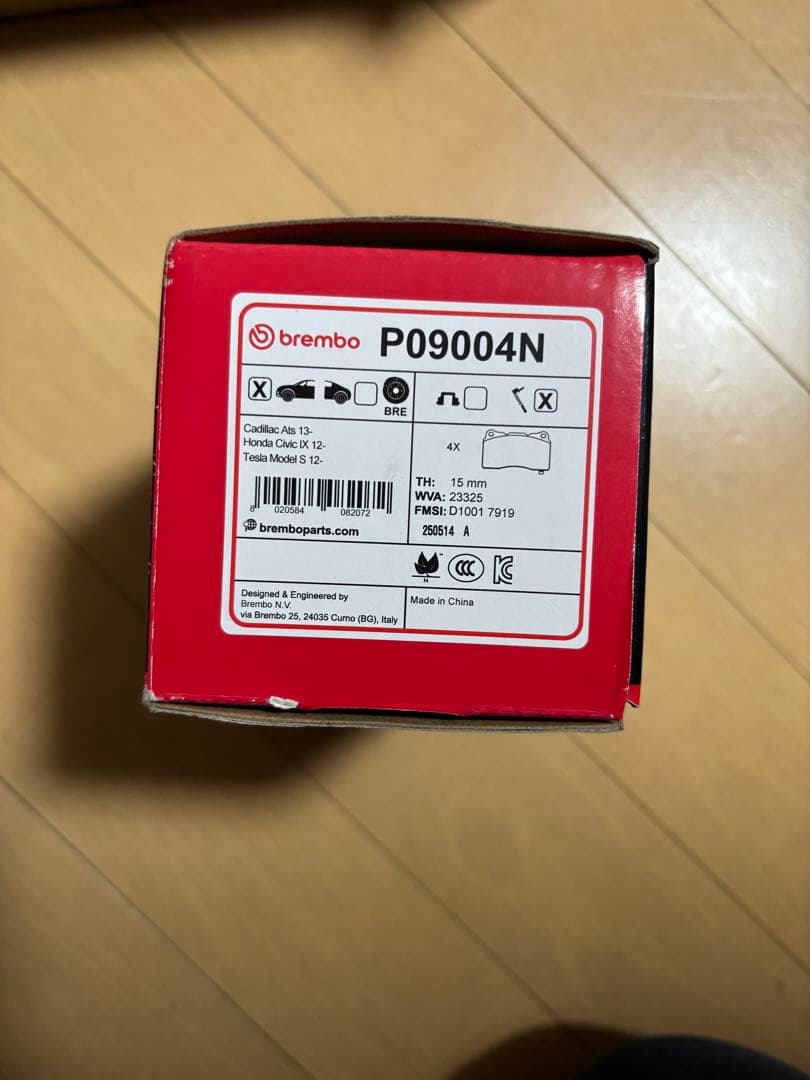 brembo P09004N
X
BRE
X
Cadillac Ats 13-
Honda Civic IX 12-
Tesla Model S 12-
8 020584 082072
bremboparts.com
4X
TH: 15 mm
WVA: 23325
FMSI: D1001 7919
250514 A
N
CCC
KC
Designed & Engineered by
Brembo N.V.
via Brembo 25, 24035 Curno (BG), Italy
Made in China